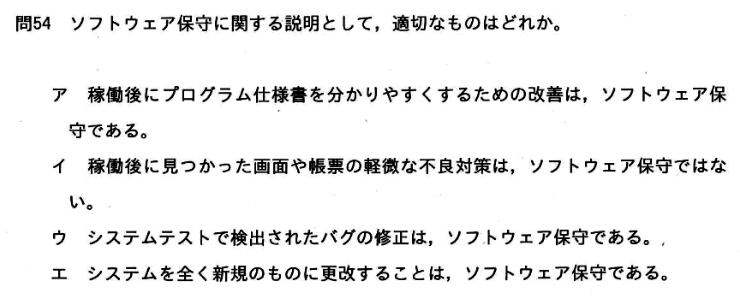 問54 ソフトウェア保守に関する説明として，適切なものはどれか。
ア 稼働後にプログラム仕様書を分かりやすくするための改善は，ソフトウェア保
守である。
イ 稼働後に見つかった画面や帳票の軽微な不良対策は，ソフトウェア保守ではな
い。
ウ システムテストで検出されたバグの修正は，ソフトウェア保守である。
エ システムを全く新規のものに更改することは，ソフトウェア保守である。